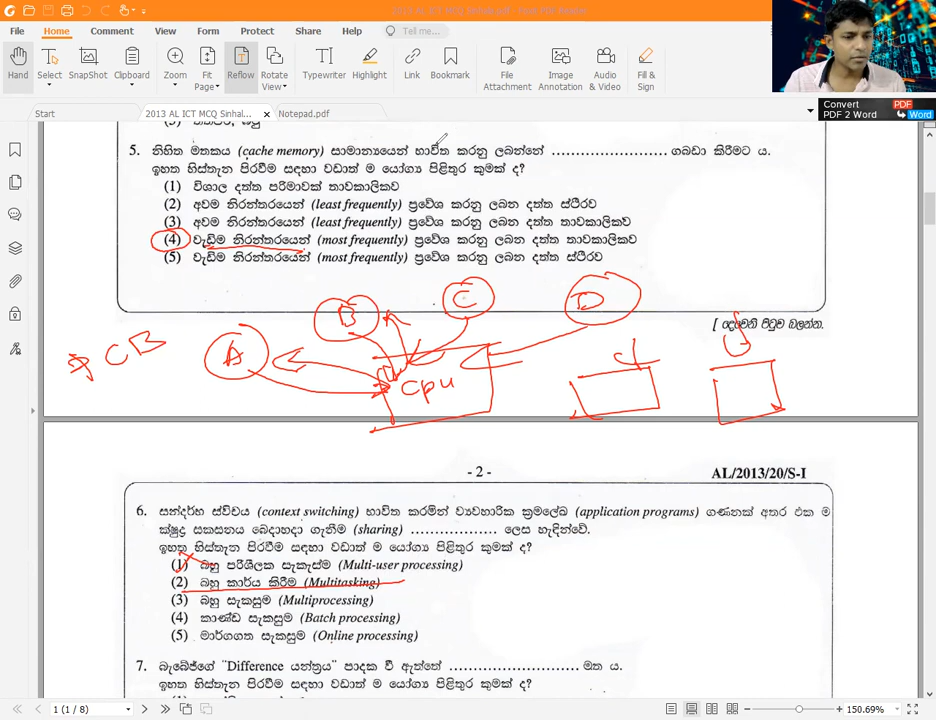 2013 AL ICT MCQ Sinhala.pdf - Foxit PDF Reader
File Home Comment View Form Protect Share Help Tell me...
Hand Select SnapShot Clipboard Zoom Fit Page Reflow Rotate View Typewriter Highlight Link Bookmark File Attachment Image Annotation Audio & Video Fill & Sign
Start 2013 AL ICT MCQ Sinhal... × Notepad.pdf
Convert PDF
PDF 2 Word Word
5. නිහිත මතකය (cache memory) සාමාන්‍යයෙන් භාවිත කරනු ලබන්නේ ........................ ගබඩා කිරීමට ය.
ඉහත හිස්තැන පිරවීම සඳහා වඩාත් ම යෝග්‍ය පිළිතුර කුමක් ද?
(1) විශාල දත්ත පරිමාවක් තාවකාලිකව
(2) අවම නිරන්තරයෙන් (least frequently) ප්‍රවේශ කරනු ලබන දත්ත ස්ථිරව
(3) අවම නිරන්තරයෙන් (least frequently) ප්‍රවේශ කරනු ලබන දත්ත තාවකාලිකව
(4) වැඩිම නිරන්තරයෙන් (most frequently) ප්‍රවේශ කරනු ලබන දත්ත තාවකාලිකව
(5) වැඩිම නිරන්තරයෙන් (most frequently) ප්‍රවේශ කරනු ලබන දත්ත ස්ථිරව
[ දෙවෙනි පිටුව බලන්න.
A B C D
CB
Cpu
- 2 - AL/2013/20/S-I
6. සන්දර්භ ස්විචය (context switching) භාවිත කරමින් ව්‍යවහාරික ක්‍රමලේඛ (application programs) ගණනක් අතර එක ම
ක්ෂුද්‍ර සකසනය බෙදාහදා ගැනීම (sharing) .................. ලෙස හැඳින්වේ.
ඉහත හිස්තැන පිරවීම සඳහා වඩාත් ම යෝග්‍ය පිළිතුර කුමක් ද?
(1) බහු පරිශීලක සැකැස්ම (Multi-user processing)
(2) බහු කාර්ය කිරීම (Multitasking)
(3) බහු සැකසුම (Multiprocessing)
(4) කාණ්ඩ සැකසුම (Batch processing)
(5) මාර්ගගත සැකසුම (Online processing)
7. බැබේජ්ගේ "Difference යන්ත්‍රය" පාදක වී ඇත්තේ .......................... මත ය.
ඉහත හිස්තැන පිරවීම සඳහා වඩාත් ම යෝග්‍ය පිළිතුර කුමක් ද?
1 (1 / 8) 150.69%